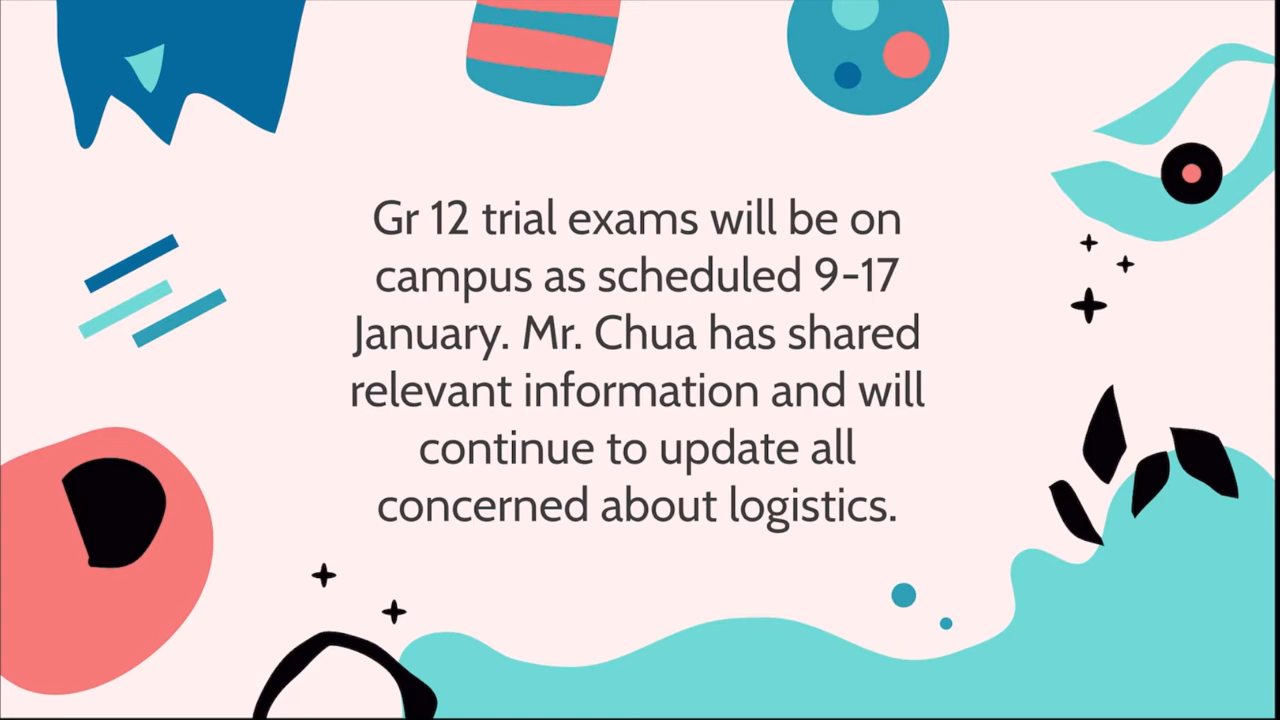 Gr 12 trial exams will be on
campus as scheduled 9-17
January. Mr. Chua has shared
relevant information and will
continue to update all
concerned about logistics.